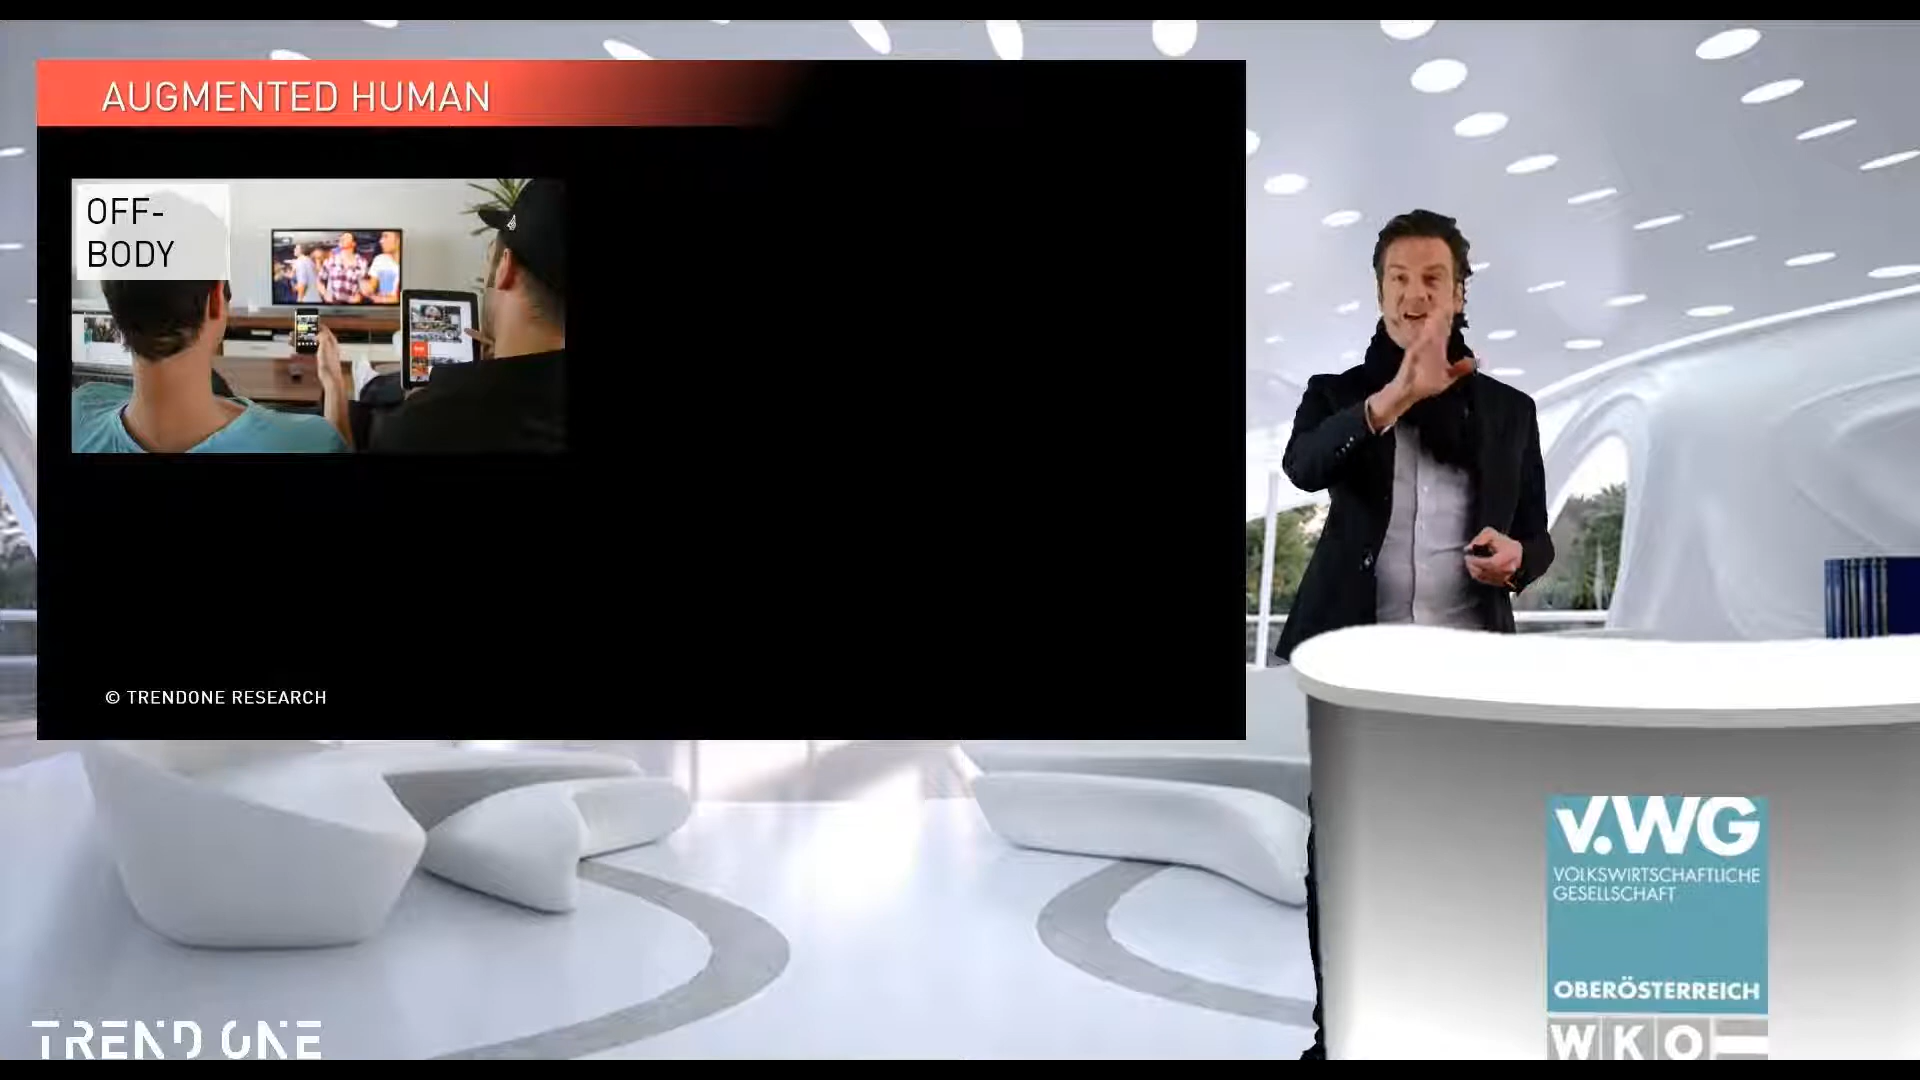 AUGMENTED HUMAN
OFF-
BODY
© TRENDONE RESEARCH
TREND ONE
v.WG
VOLKSWIRTSCHAFTLICHE
GESELLSCHAFT
OBERÖSTERREICH
WKO